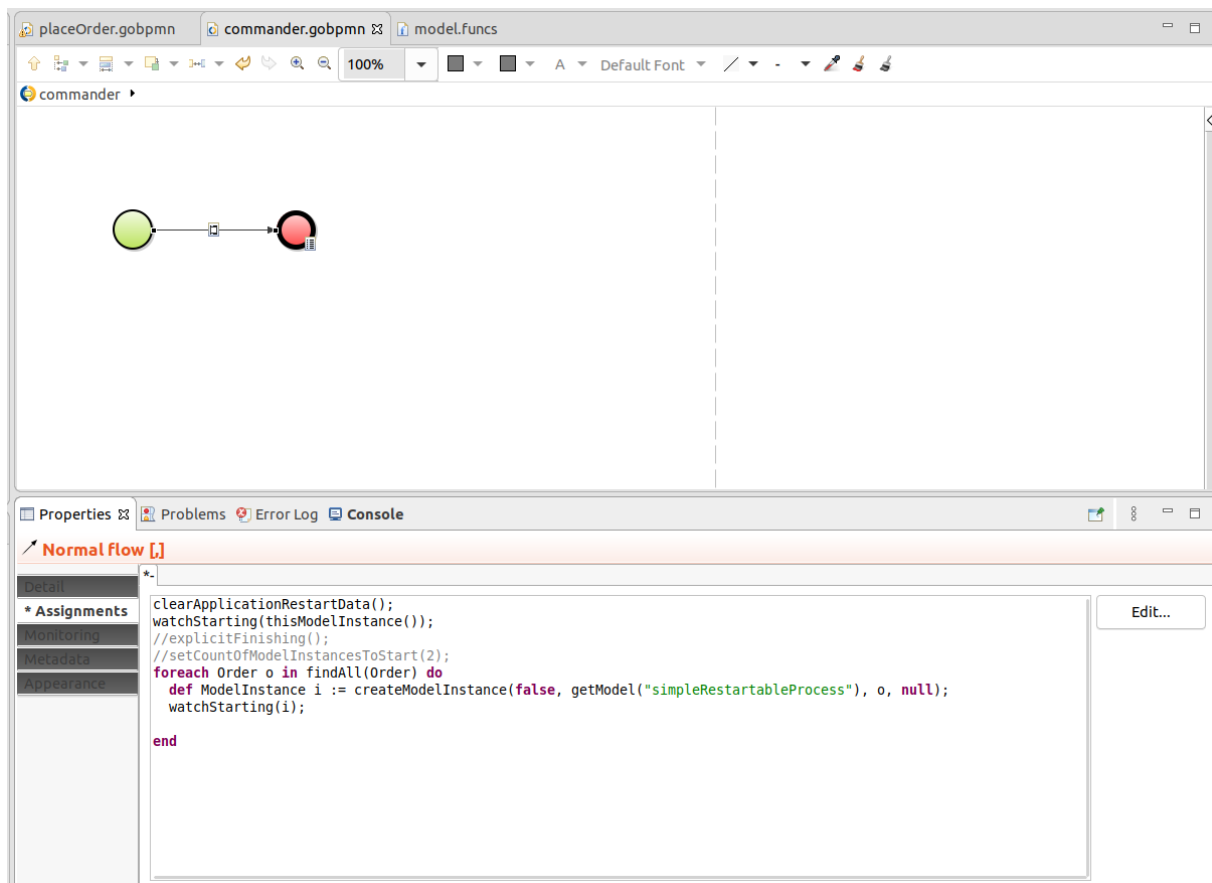 placeOrder.gobpmn commander.gobpmn model.funcs
100% A Default Font
commander
Properties Problems Error Log Console
Normal flow [,]
*-
Detail
* Assignments
Monitoring
Metadata
Appearance
clearApplicationRestartData();
watchStarting(thisModelInstance());
//explicitFinishing();
//setCountOfModelInstancesToStart(2);
foreach Order o in findAll(Order) do
  def ModelInstance i := createModelInstance(false, getModel("simpleRestartableProcess"), o, null);
  watchStarting(i);
end
Edit...